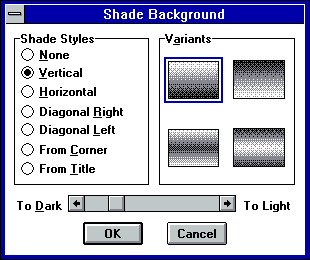 Shade Background
Shade Styles
None
Vertical
Horizontal
Diagonal Right
Diagonal Left
From Corner
From Title
Variants
To Dark
To Light
OK
Cancel